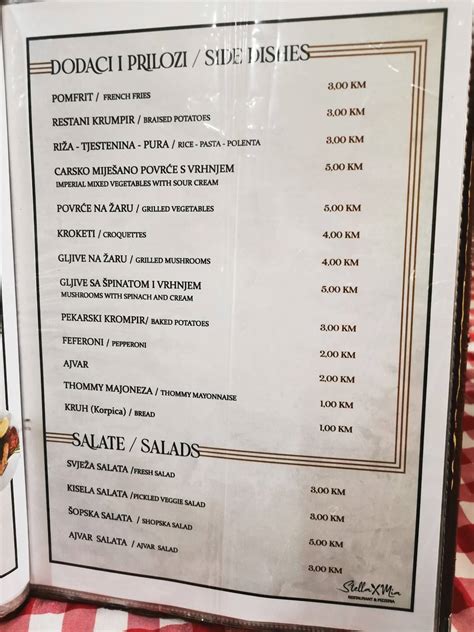 DODACI I PRILOZI / SIDE DISHES
POMFRIT / FRENCH FRIES 3,00 KM
RESTANI KRUMPIR / BRAISED POTATOES 3,00 KM
RIŽA - TJESTENINA - PURA / RICE - PASTA - POLENTA 3,00 KM
CARSKO MIJEŠANO POVRĆE S VRHNJEM 5,00 KM
IMPERIAL MIXED VEGETABLES WITH SOUR CREAM
POVRĆE NA ŽARU / GRILLED VEGETABLES 5,00 KM
KROKETI / CROQUETTES 4,00 KM
GLJIVE NA ŽARU / GRILLED MUSHROOMS 4,00 KM
GLJIVE SA ŠPINATOM I VRHNJEM 5,00 KM
MUSHROOMS WITH SPINACH AND CREAM
PEKARSKI KROMPIR/ BAKED POTATOES 3,00 KM
FEFERONI / PEPPERONI 2,00 KM
AJVAR 2,00 KM
THOMMY MAJONEZA / THOMMY MAYONNAISE 1,00 KM
KRUH (Korpica) / BREAD 1,00 KM
SALATE / SALADS
SVJEŽA SALATA / FRESH SALAD 3,00 KM
KISELA SALATA / PICKLED VEGGIE SALAD 3,00 KM
ŠOPSKA SALATA / SHOPSKA SALAD 5,00 KM
AJVAR SALATA / AJVAR SALAD 3,00 KM
Stella X Mia
RESTAURANT & PIZZERIA